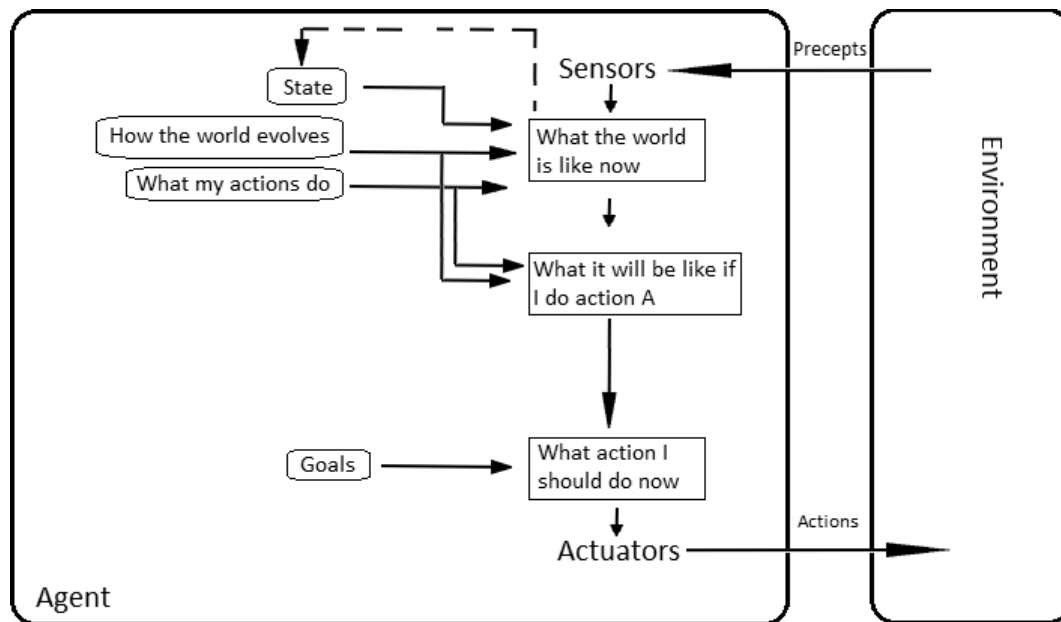 Precepts
Sensors
State
How the world evolves
What the world
is like now
What my actions do
What it will be like if
I do action A
Environment
Goals
What action I
should do now
Actions
Actuators
Agent